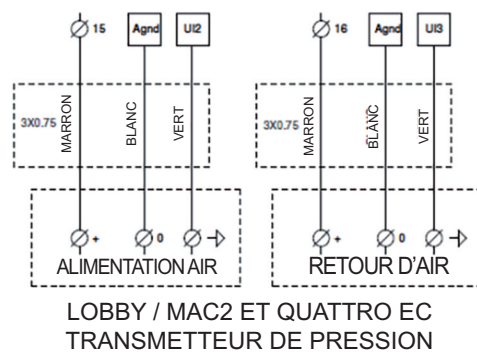 15 Agnd UI2 16 Agnd UI3
3X0.75 MARRON BLANC VERT 3X0.75 MARRON BLANC VERT
+ 0 + 0
ALIMENTATION AIR RETOUR D'AIR
LOBBY / MAC2 ET QUATTRO EC
TRANSMETTEUR DE PRESSION